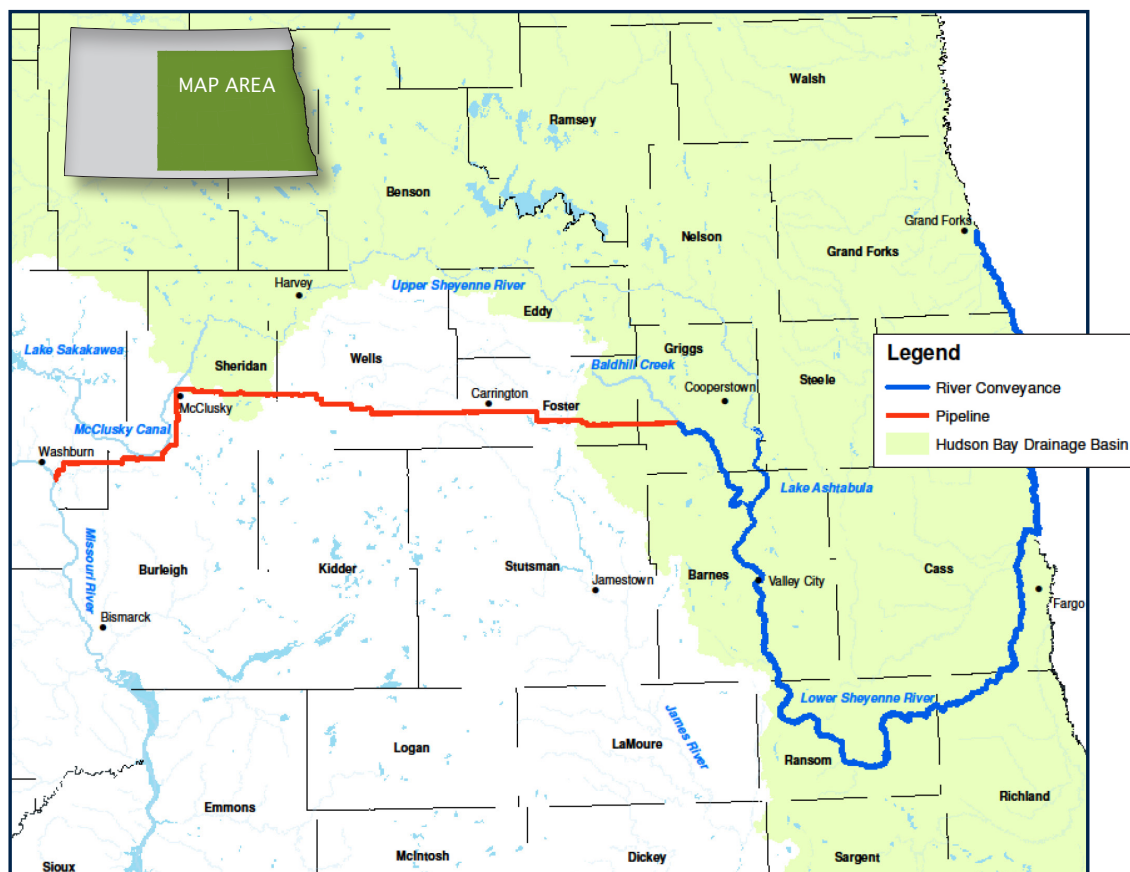 MAP AREA
Walsh
Ramsey
Benson
Grand Forks
Nelson
Grand Forks
Harvey
Upper Sheyenne River
Eddy
Lake Sakakawea
Sheridan
Wells
Baldhill Creek
Griggs
Cooperstown
Steele
Legend
River Conveyance
Pipeline
Hudson Bay Drainage Basin
McClusky
Carrington
Foster
McClusky Canal
Washburn
Lake Ashtabula
Missouri River
Burleigh
Kidder
Stutsman
Jamestown
Barnes
Valley City
Cass
Fargo
Bismarck
Lower Sheyenne River
James River
Logan
LaMoure
Ransom
Richland
Emmons
McIntosh
Dickey
Sargent
Sioux